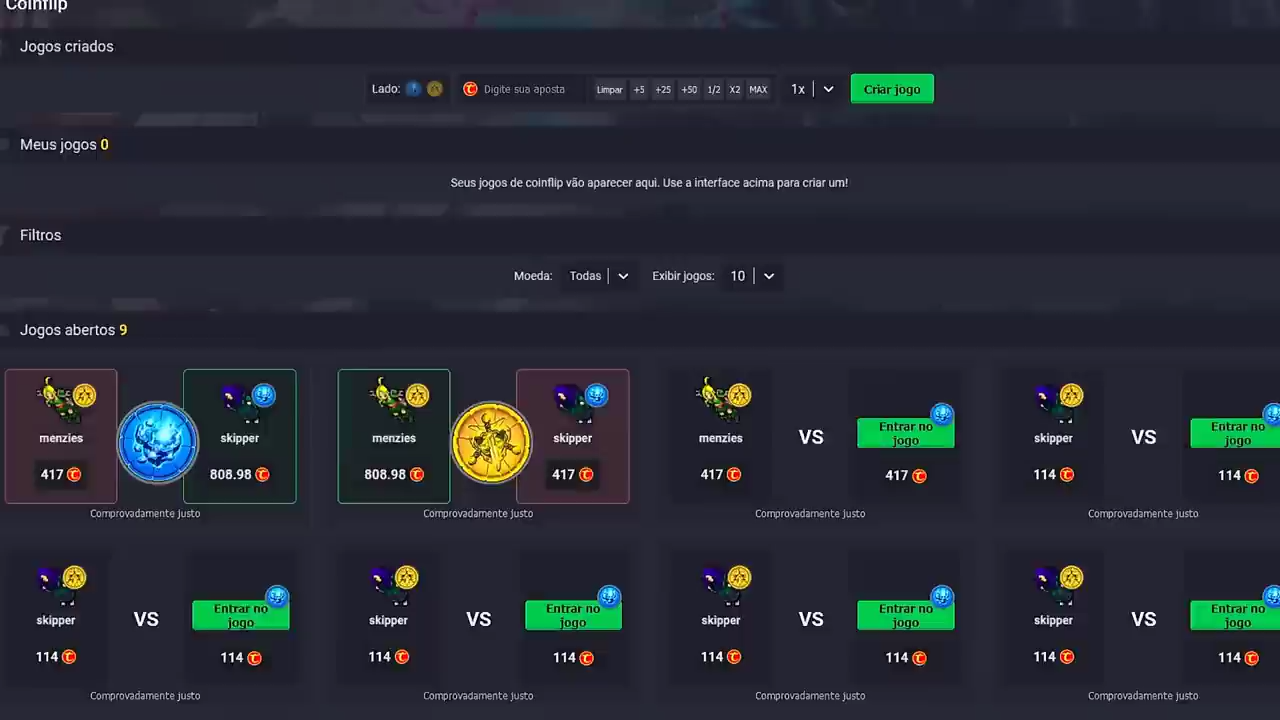 Coinflip
Jogos criados
Lado: Digite sua aposta Limpar +5 +25 +50 1/2 X2 MAX 1x Criar jogo
Meus jogos 0
Seus jogos de coinflip vão aparecer aqui. Use a interface acima para criar um!
Filtros
Moeda: Todas Exibir jogos: 10
Jogos abertos 9
menzies skipper menzies skipper menzies VS Entrar no jogo skipper VS Entrar no jogo
417 808.98 808.98 417 417 417 114 114
Comprovadamente justo Comprovadamente justo Comprovadamente justo Comprovadamente justo
skipper VS Entrar no jogo skipper VS Entrar no jogo skipper VS Entrar no jogo skipper VS Entrar no jogo
114 114 114 114 114 114 114 114
Comprovadamente justo Comprovadamente justo Comprovadamente justo Comprovadamente justo